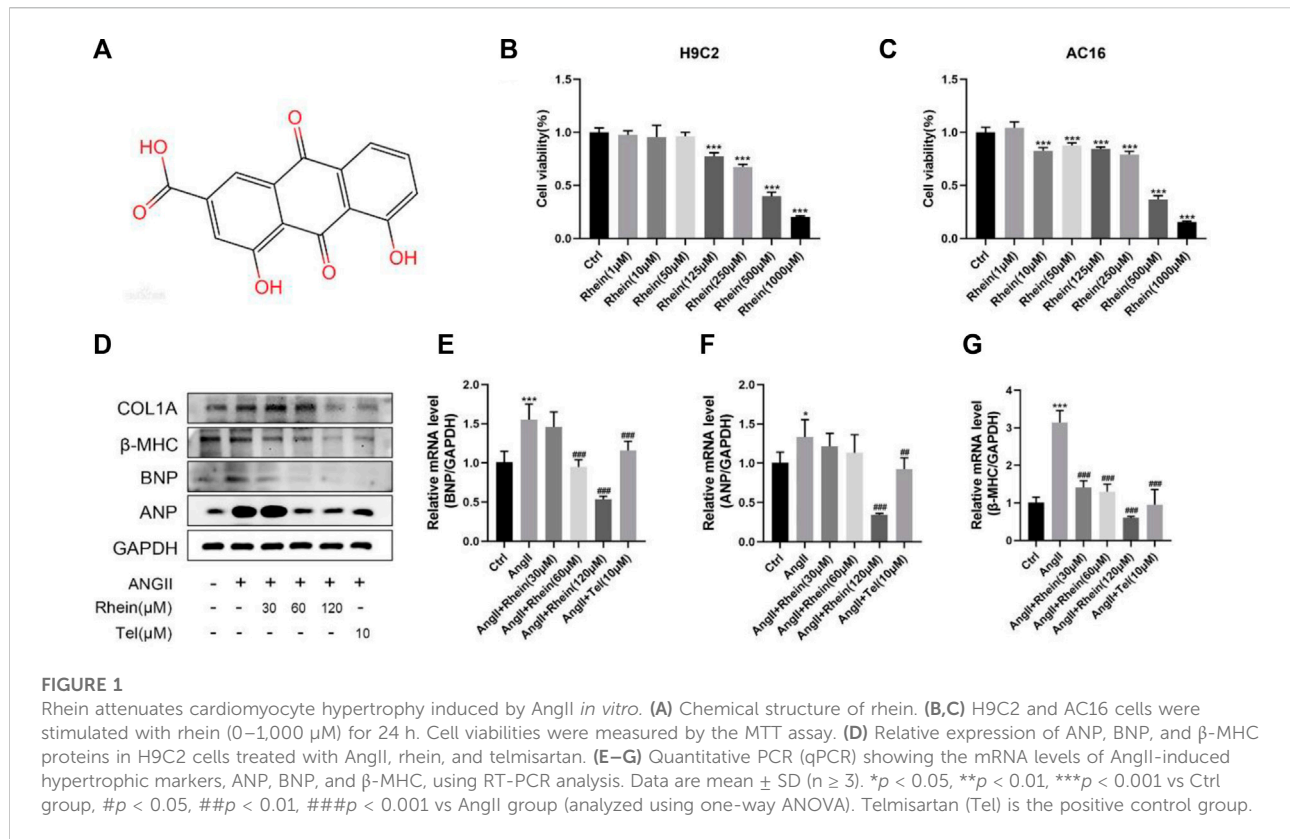 A
HO
O
O
O
OH
OH
B
H9C2
Cell viability(%)
1.5
1.0
0.5
0.0
***
***
***
***
Ctrl
Rhein(1μM)
Rhein(10μM)
Rhein(50μM)
Rhein(125μM)
Rhein(250μM)
Rhein(500μM)
Rhein(1000μM)
C
AC16
Cell viability(%)
1.5
1.0
0.5
0.0
***
***
***
***
***
***
Ctrl
Rhein(1μM)
Rhein(10μM)
Rhein(50μM)
Rhein(125μM)
Rhein(250μM)
Rhein(500μM)
Rhein(1000μM)
D
COL1A
β-MHC
BNP
ANP
GAPDH
ANGII - + + + + +
Rhein(μM) - - 30 60 120 -
Tel(μM) - - - - - 10
E
Relative mRNA level
(BNP/GAPDH)
2.0
1.5
1.0
0.5
0.0
***
###
###
###
Ctrl
AngII
AngII+Rhein(30μM)
AngII+Rhein(60μM)
AngII+Rhein(120μM)
AngII+Tel(10μM)
F
Relative mRNA level
(ANP/GAPDH)
2.0
1.5
1.0
0.5
0.0
*
###
##
Ctrl
AngII
AngII+Rhein(30μM)
AngII+Rhein(60μM)
AngII+Rhein(120μM)
AngII+Tel(10μM)
G
Relative mRNA level
(β-MHC/GAPDH)
4
3
2
1
0
***
###
###
###
###
Ctrl
AngII
AngII+Rhein(30μM)
AngII+Rhein(60μM)
AngII+Rhein(120μM)
AngII+Tel(10μM)
FIGURE 1
Rhein attenuates cardiomyocyte hypertrophy induced by AngII in vitro. (A) Chemical structure of rhein. (B,C) H9C2 and AC16 cells were
stimulated with rhein (0–1,000 μM) for 24 h. Cell viabilities were measured by the MTT assay. (D) Relative expression of ANP, BNP, and β-MHC
proteins in H9C2 cells treated with AngII, rhein, and telmisartan. (E–G) Quantitative PCR (qPCR) showing the mRNA levels of AngII-induced
hypertrophic markers, ANP, BNP, and β-MHC, using RT-PCR analysis. Data are mean ± SD (n ≥ 3). *p < 0.05, **p < 0.01, ***p < 0.001 vs Ctrl
group, #p < 0.05, ##p < 0.01, ###p < 0.001 vs AngII group (analyzed using one-way ANOVA). Telmisartan (Tel) is the positive control group.